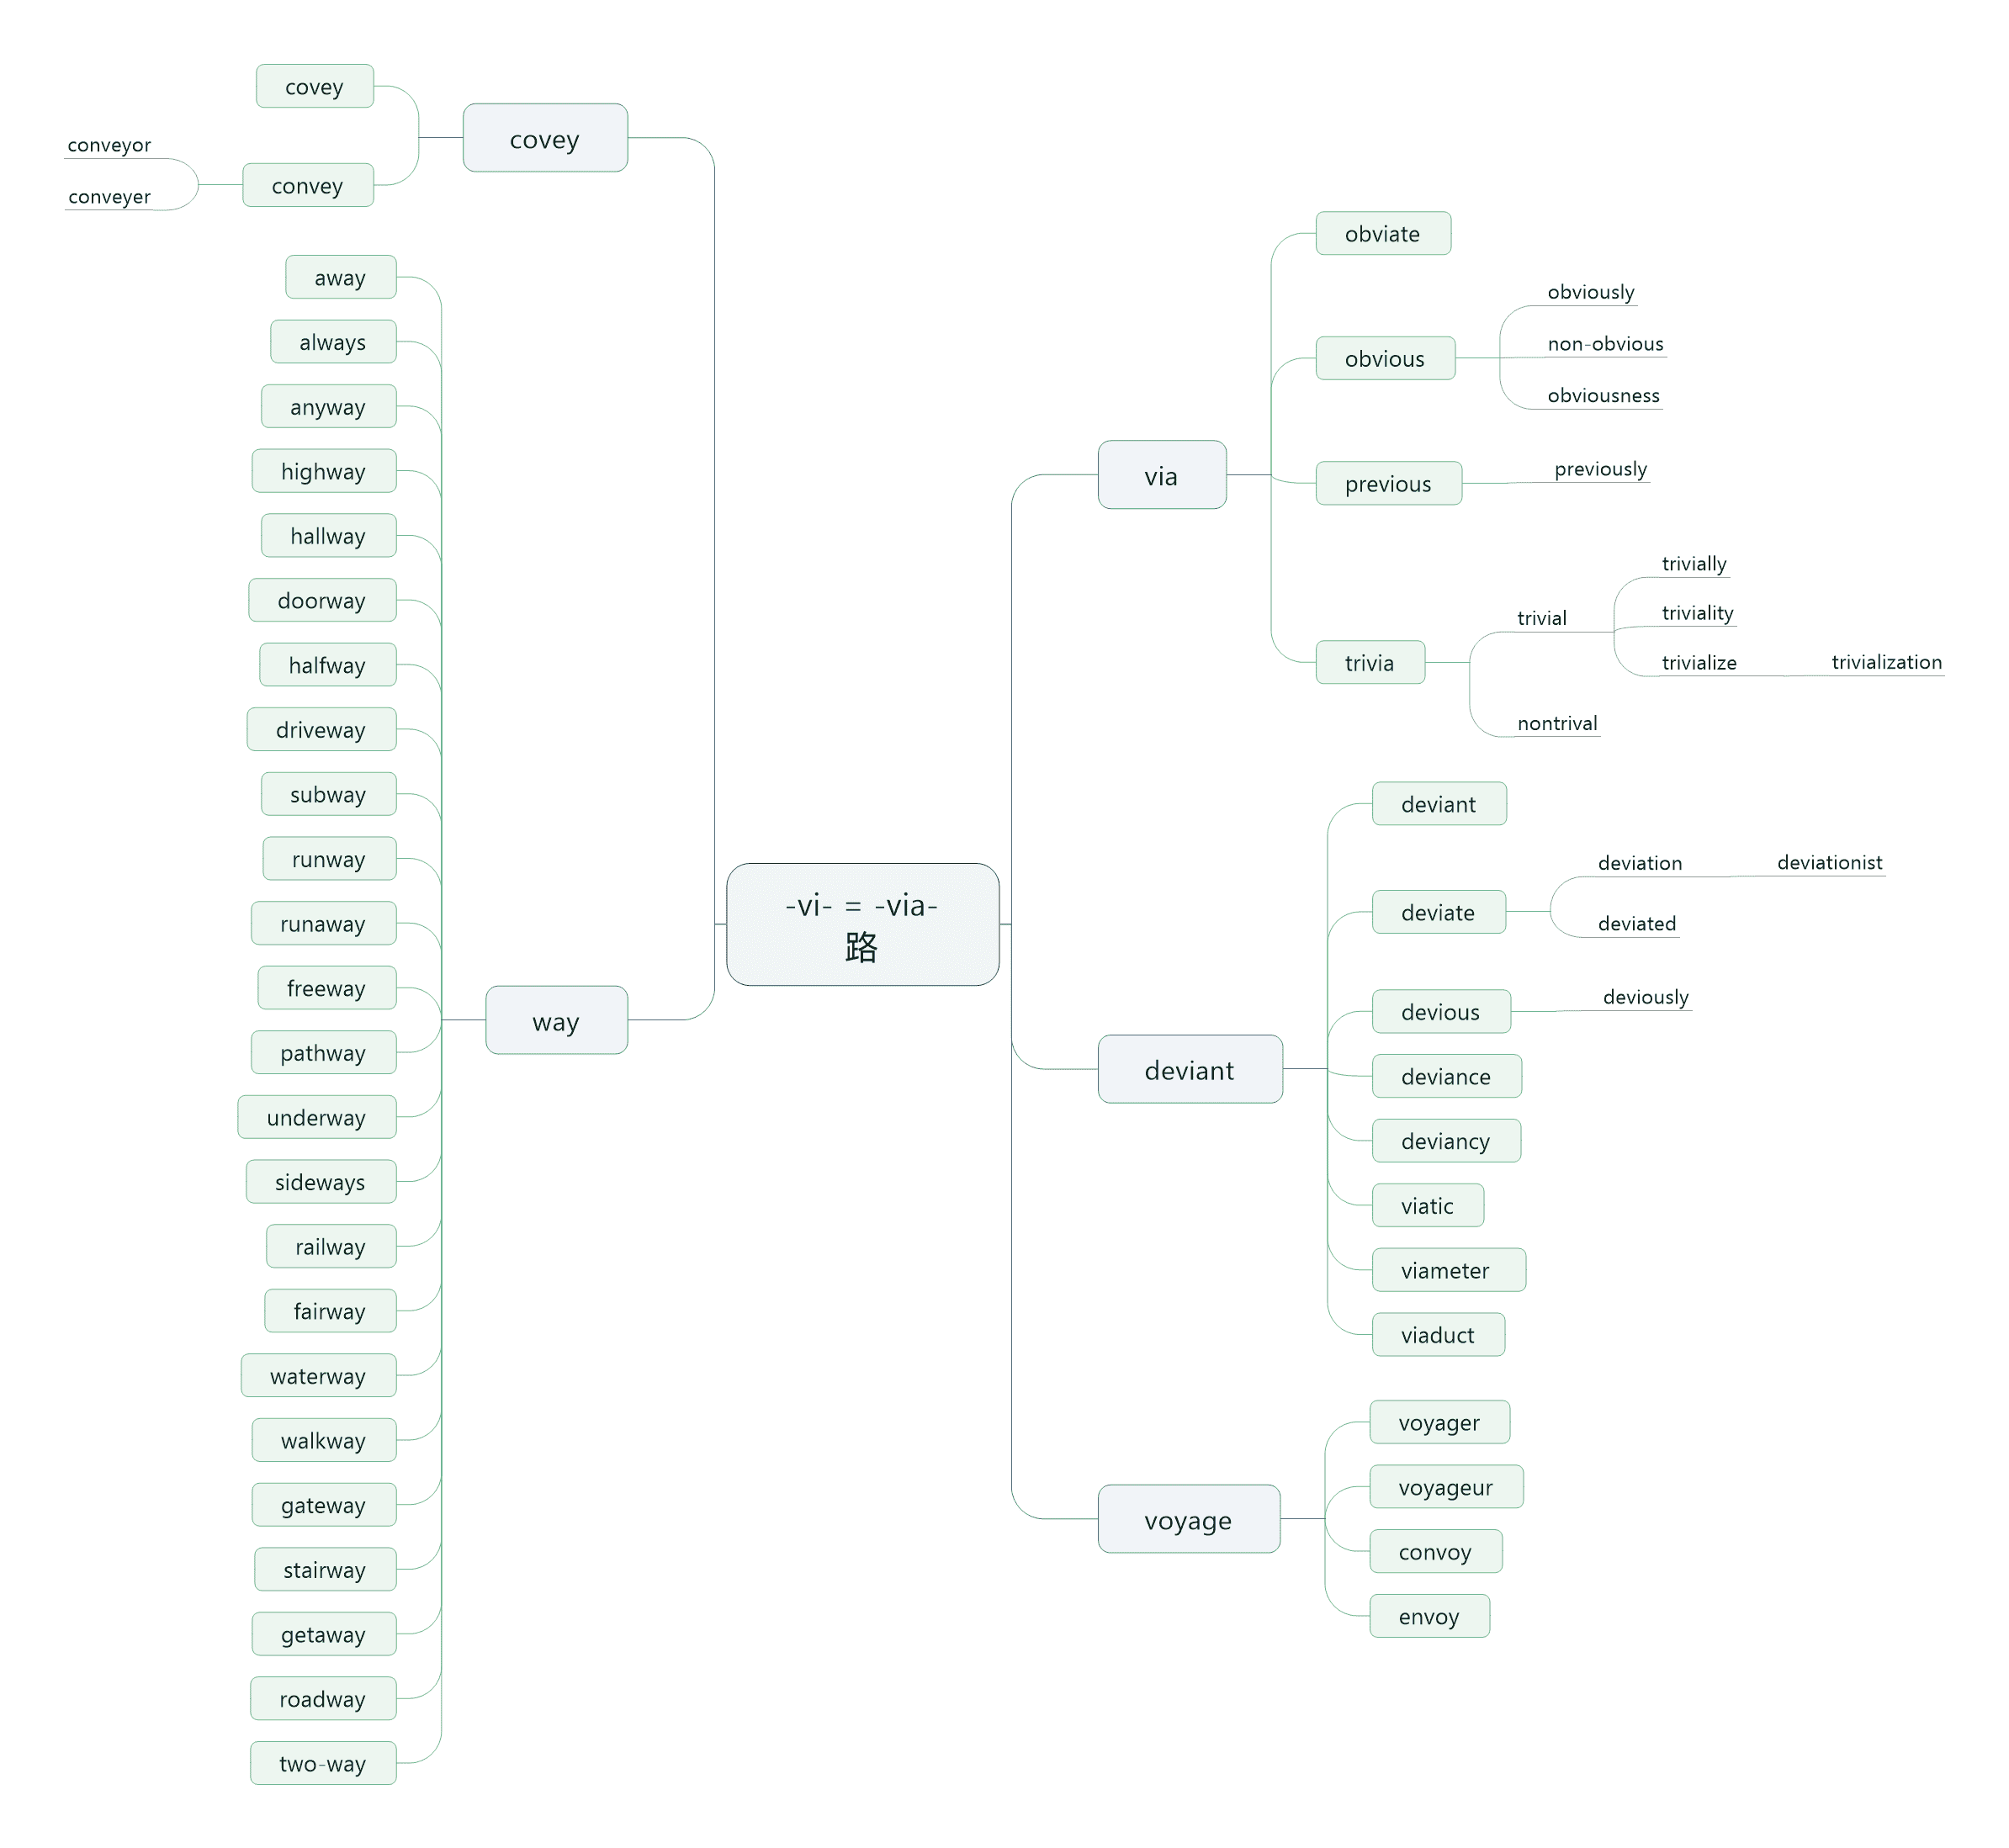 -vi- = -via-
路
via
obviate
obvious
obviously
non-obvious
obviousness
previous
previously
trivia
trivial
trivially
triviality
trivialize
trivialization
nontrival
deviant
deviant
deviate
deviation
deviationist
deviated
devious
deviously
deviance
deviancy
viatic
viameter
viaduct
voyage
voyager
voyageur
convoy
envoy
covey
covey
convey
conveyor
conveyer
way
away
always
anyway
highway
hallway
doorway
halfway
driveway
subway
runway
runaway
freeway
pathway
underway
sideways
railway
fairway
waterway
walkway
gateway
stairway
getaway
roadway
two-way